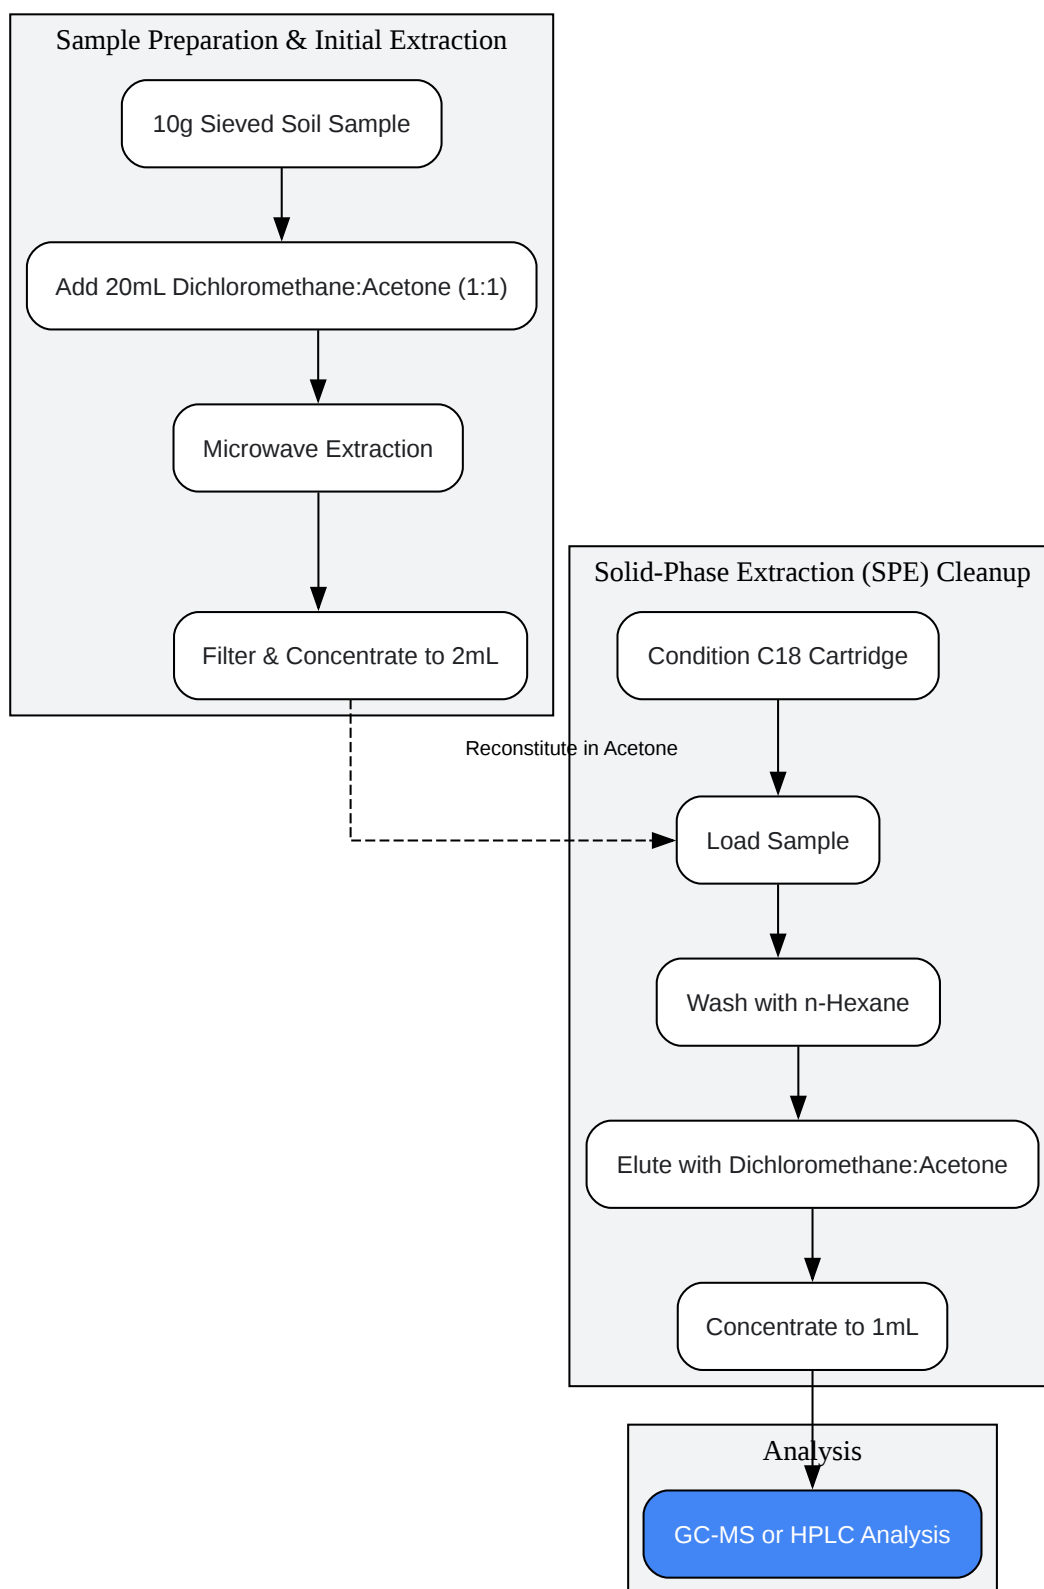 Sample Preparation & Initial Extraction
10g Sieved Soil Sample
Add 20mL Dichloromethane:Acetone (1:1)
Microwave Extraction
Filter & Concentrate to 2mL
Reconstitute in Acetone
Solid-Phase Extraction (SPE) Cleanup
Condition C18 Cartridge
Load Sample
Wash with n-Hexane
Elute with Dichloromethane:Acetone
Concentrate to 1mL
Analysis
GC-MS or HPLC Analysis